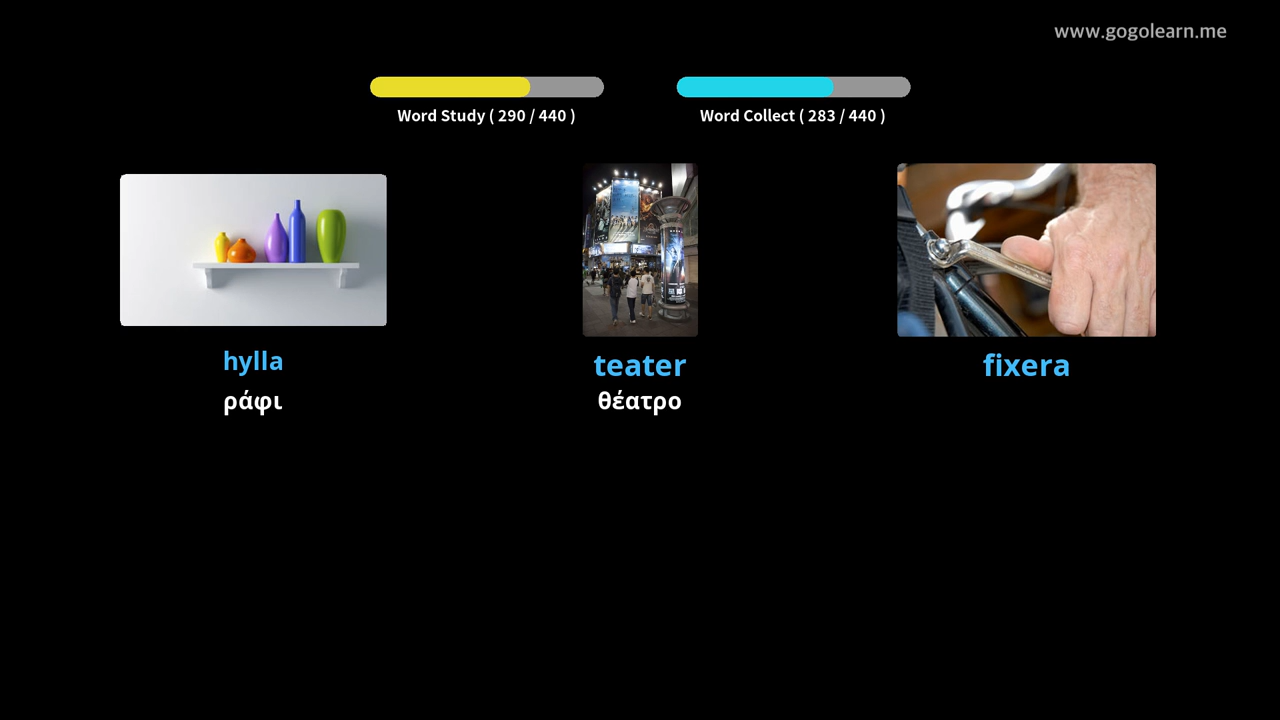 www.gogolearn.me
Word Study ( 290 / 440 )
Word Collect ( 283 / 440 )
hylla
ράφι
teater
θέατρο
fixera